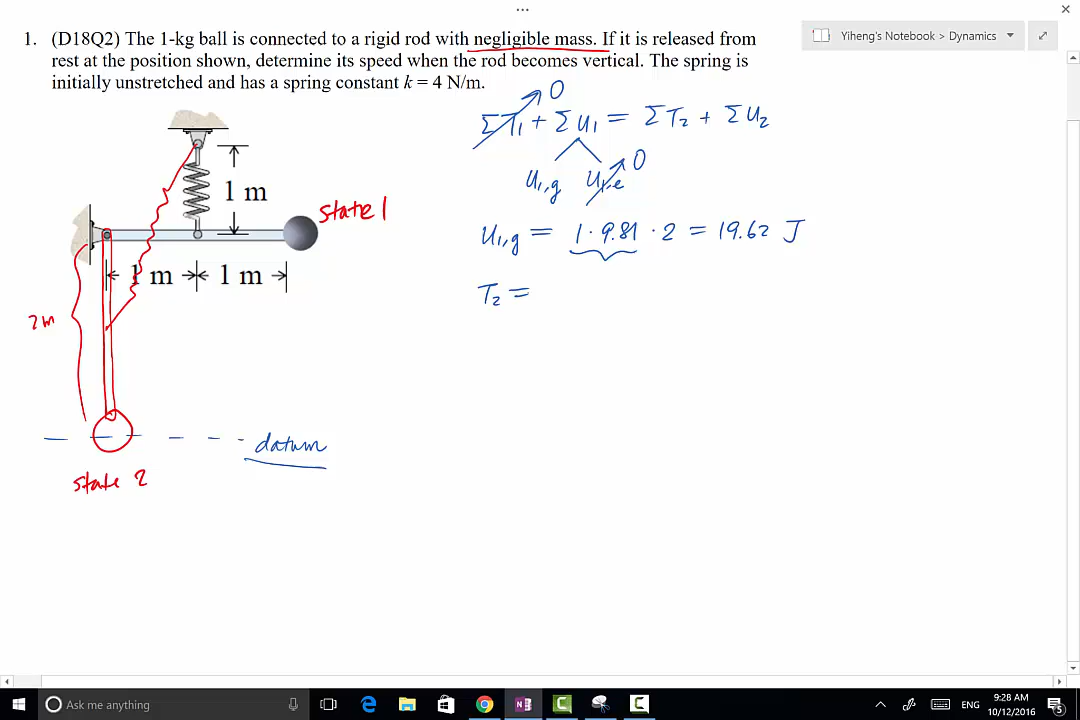 ...
1. (D18Q2) The 1-kg ball is connected to a rigid rod with negligible mass. If it is released from
rest at the position shown, determine its speed when the rod becomes vertical. The spring is
initially unstretched and has a spring constant k = 4 N/m.
Yiheng's Notebook > Dynamics
0
ΣT₁ + ΣU₁ = ΣT₂ + ΣU₂
U₁,g U₁,e 0
1 m
state 1
U₁,g = 1 · 9.81 · 2 = 19.62 J
1 m 1 m
T₂ =
2m
datum
state 2
Ask me anything
ENG
9:28 AM
10/12/2016
5